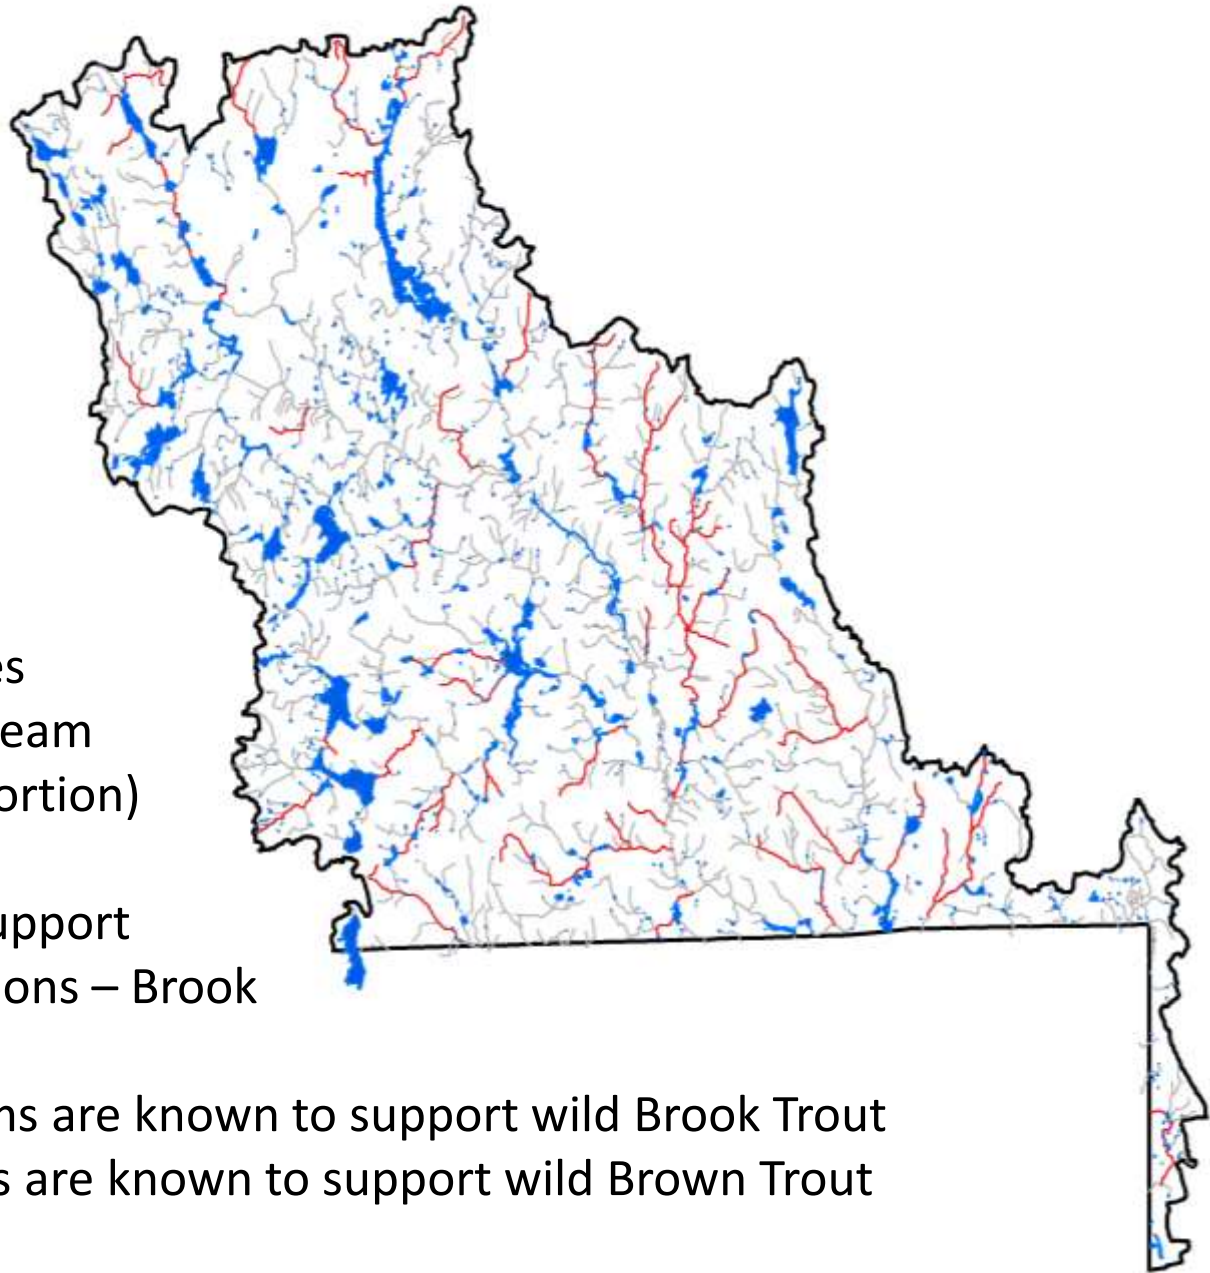 es
eam
ortion)
upport
ons – Brook
ns are known to support wild Brook Trout
s are known to support wild Brown Trout